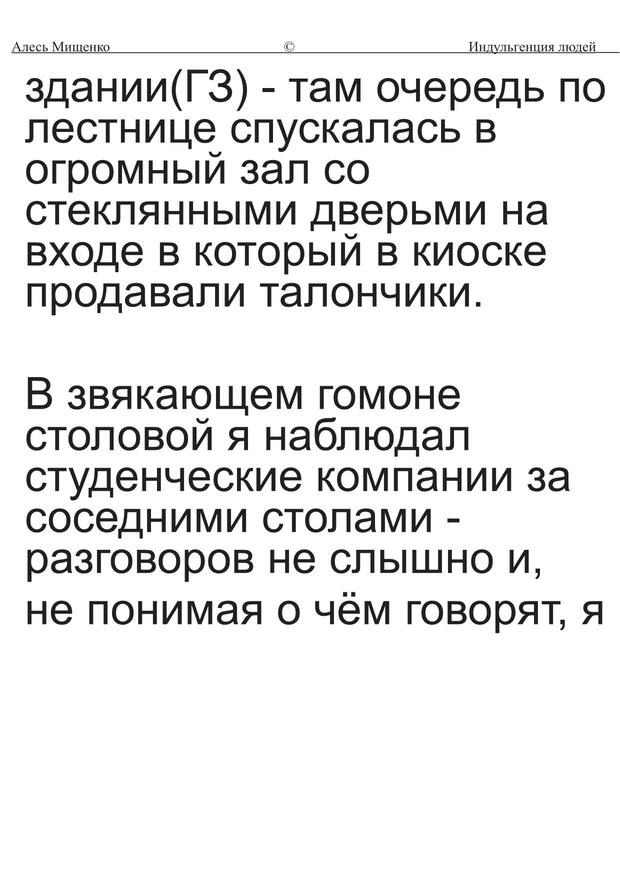 Алесь Мищенко © Индульгенция людей
здании(ГЗ) - там очередь по
лестнице спускалась в
огромный зал со
стеклянными дверьми на
входе в который в киоске
продавали талончики.
В звякающем гомоне
столовой я наблюдал
студенческие компании за
соседними столами -
разговоров не слышно и,
не понимая о чём говорят, я